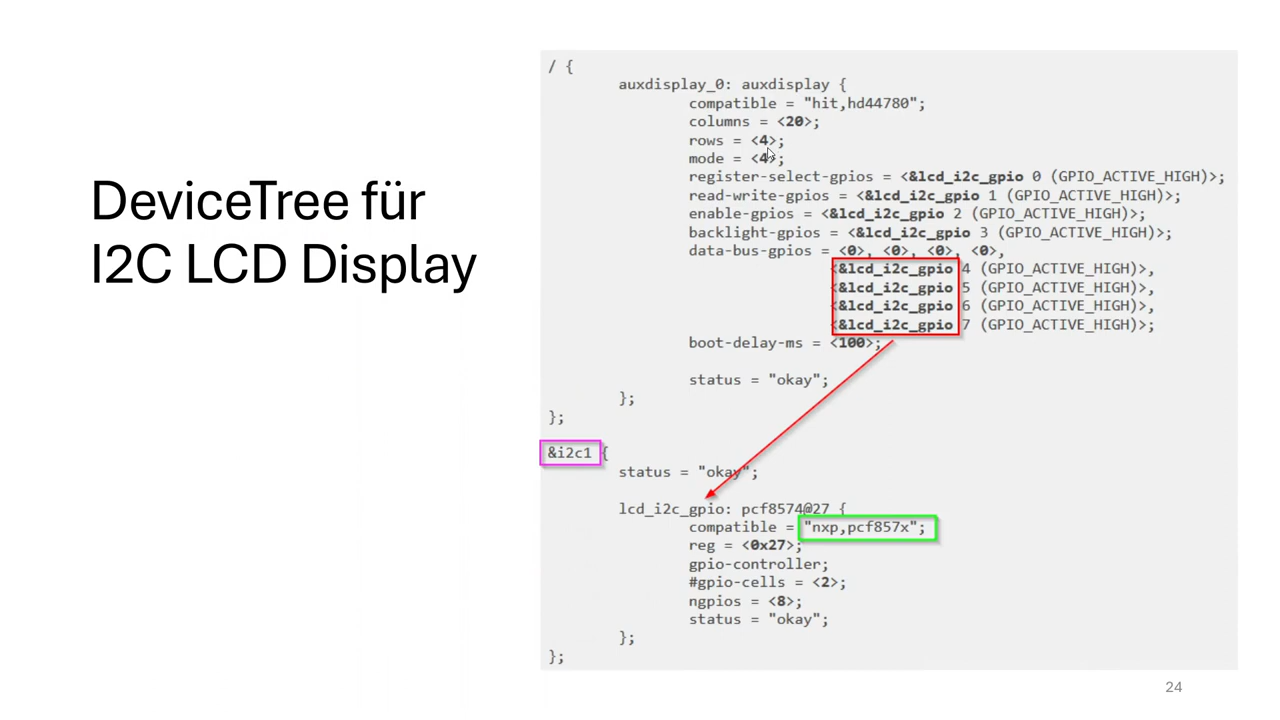 DeviceTree für
I2C LCD Display
/ {
auxdisplay_0: auxdisplay {
compatible = "hit,hd44780";
columns = <20>;
rows = <4>;
mode = <4>;
register-select-gpios = <&lcd_i2c_gpio 0 (GPIO_ACTIVE_HIGH)>;
read-write-gpios = <&lcd_i2c_gpio 1 (GPIO_ACTIVE_HIGH)>;
enable-gpios = <&lcd_i2c_gpio 2 (GPIO_ACTIVE_HIGH)>;
backlight-gpios = <&lcd_i2c_gpio 3 (GPIO_ACTIVE_HIGH)>;
data-bus-gpios = <0>, <0>, <0>, <0>,
<&lcd_i2c_gpio 4 (GPIO_ACTIVE_HIGH)>,
<&lcd_i2c_gpio 5 (GPIO_ACTIVE_HIGH)>,
<&lcd_i2c_gpio 6 (GPIO_ACTIVE_HIGH)>,
<&lcd_i2c_gpio 7 (GPIO_ACTIVE_HIGH)>;
boot-delay-ms = <100>;
status = "okay";
};
};
&i2c1 {
status = "okay";
lcd_i2c_gpio: pcf8574@27 {
compatible = "nxp,pcf857x";
reg = <0x27>;
gpio-controller;
#gpio-cells = <2>;
ngpios = <8>;
status = "okay";
};
};
24